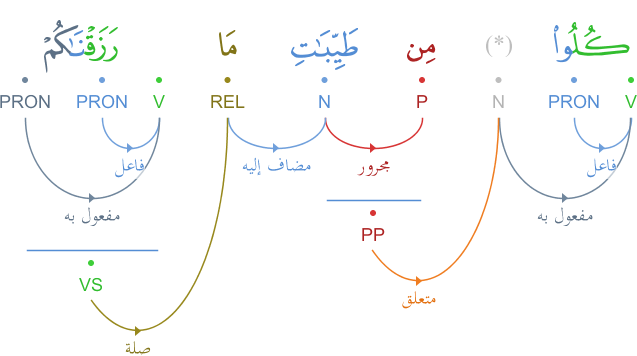 كُلُوا۟ (*) مِن طَيِّبَـٰتِ مَا رَزَقْنَـٰكُمْ
V PRON N P N REL V PRON PRON
فاعل مجرور مضاف إليه فاعل
مفعول به مفعول به
PP
VS
متعلق
صلة